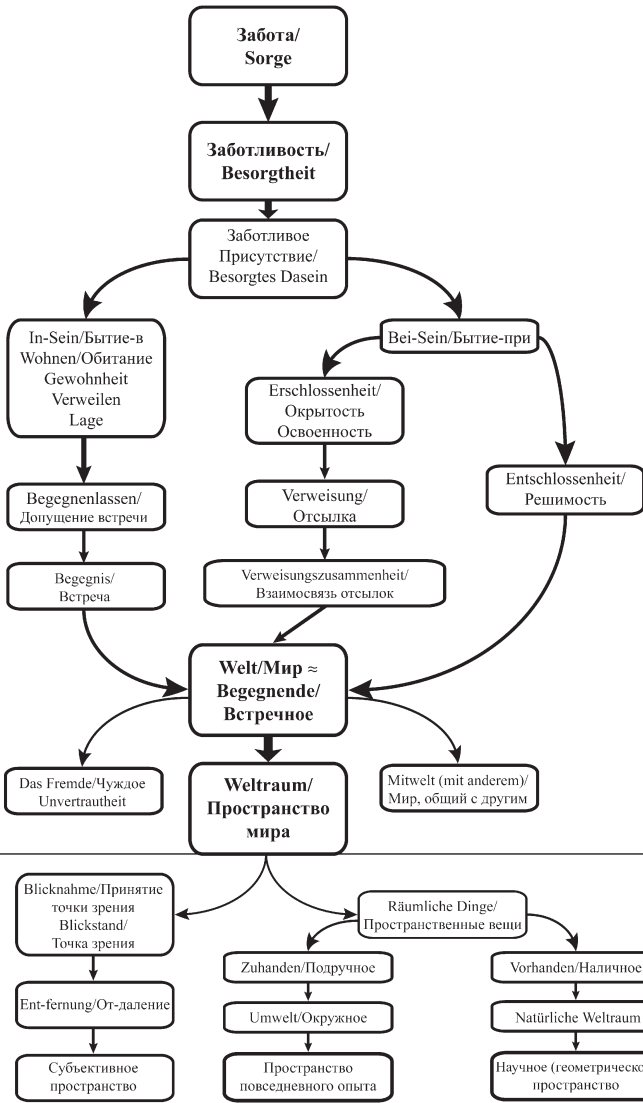 Забота/
Sorge
Заботливость/
Besorgtheit
Заботливое
Присутствие/
Besorgtes Dasein
In-Sein/Бытие-в
Wohnen/Обитание
Gewohnheit
Verweilen
Lage
Bei-Sein/Бытие-при
Erschlossenheit/
Окрытость
Освоенность
Entschlossenheit/
Решимость
Begegnenlassen/
Допущение встречи
Verweisung/
Отсылка
Begegnis/
Встреча
Verweisungszusammenheit/
Взаимосвязь отсылок
Welt/Мир ≈
Begegnende/
Встречное
Das Fremde/Чуждое
Unvertrautheit
Weltraum/
Пространство
мира
Mitwelt (mit anderem)/
Мир, общий с другим
Blicknahme/Принятие
точки зрения
Blickstand/
Точка зрения
Räumliche Dinge/
Пространственные вещи
Zuhanden/Подручное
Vorhanden/Наличное
Ent-fernung/От-даление
Umwelt/Окружное
Natürliche Weltraum
Субъективное
пространство
Пространство
повседневного опыта
Научное (геометрическо
пространство